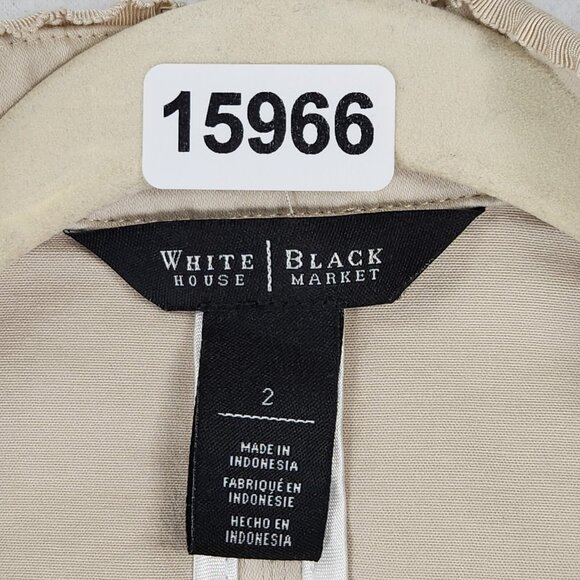 15966
WHITE | BLACK
HOUSE | MARKET
2
MADE IN
INDONESIA
FABRIQUÉ EN
INDONÉSIE
HECHO EN
INDONESIA